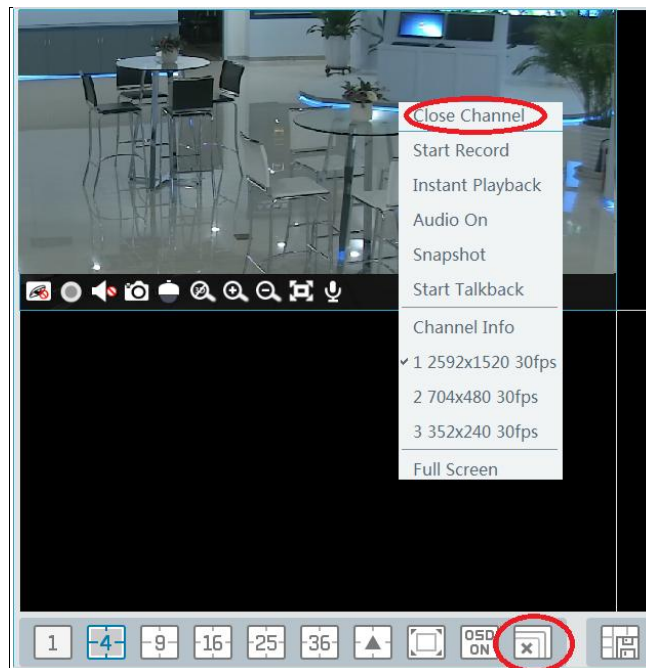 Close Channel
Start Record
Instant Playback
Audio On
Snapshot
Start Talkback
Channel Info
1 2592x1520 30fps
2 704x480 30fps
3 352x240 30fps
Full Screen
1 4 9 16 25 36 OSD ON